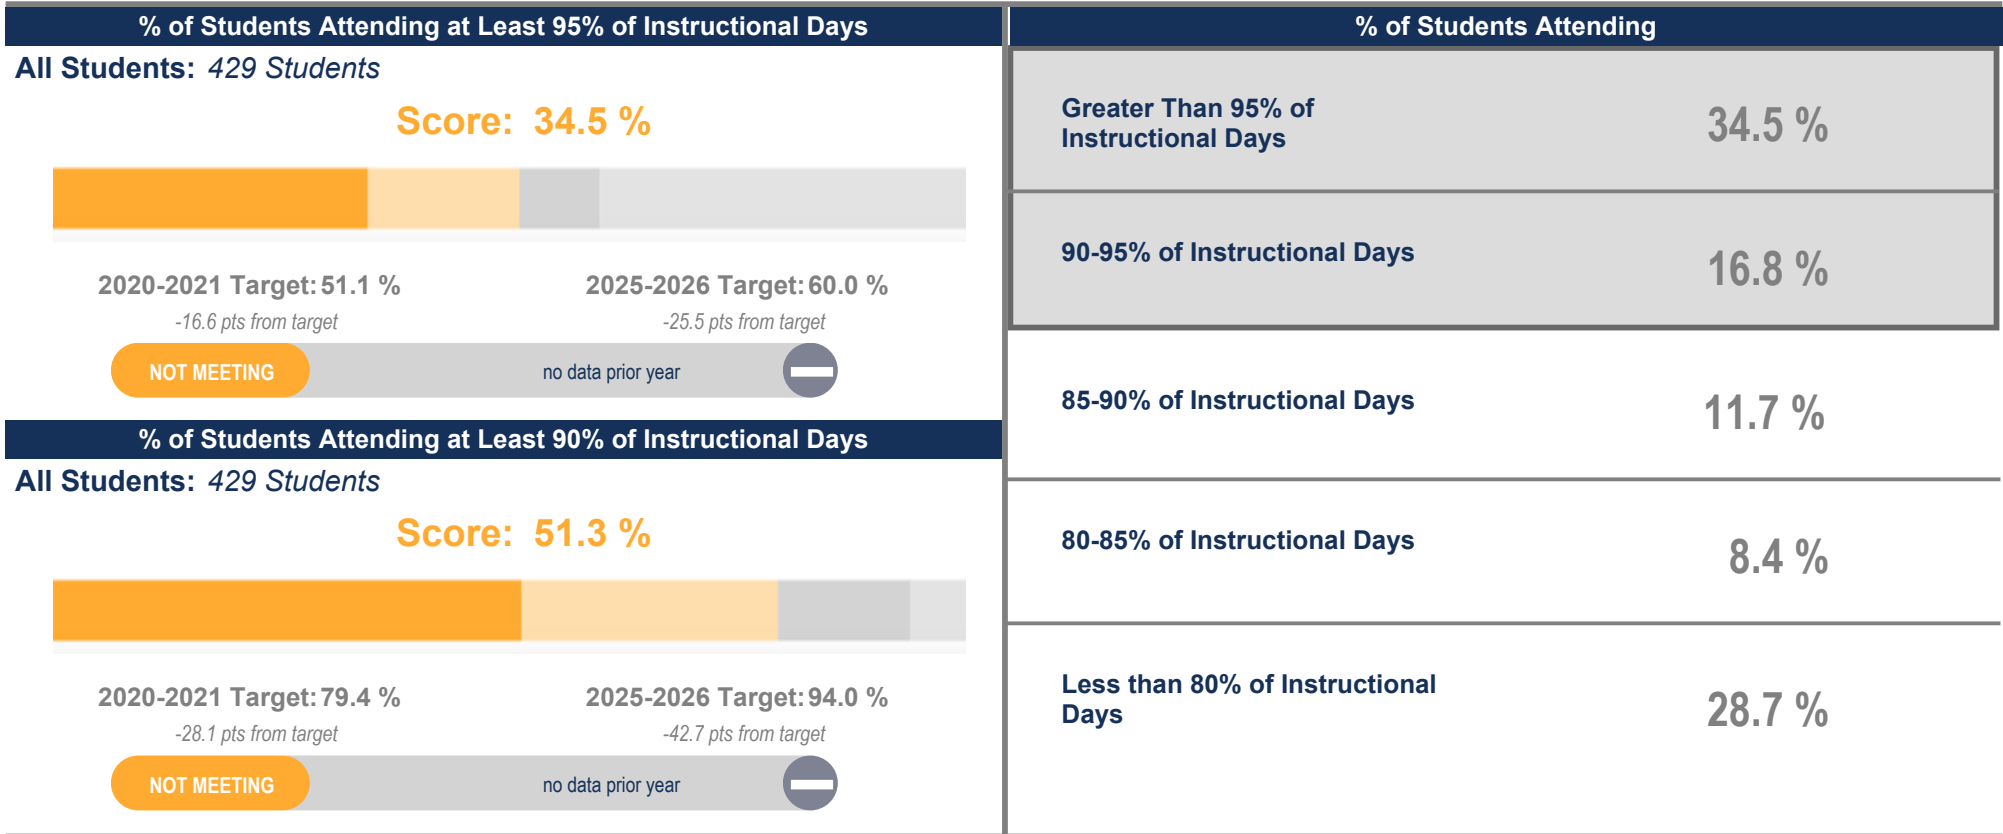 % of Students Attending at Least 95% of Instructional Days
All Students: 429 Students
Score: 34.5 %
2020-2021 Target: 51.1 %
-16.6 pts from target
2025-2026 Target: 60.0 %
-25.5 pts from target
NOT MEETING
no data prior year
% of Students Attending at Least 90% of Instructional Days
All Students: 429 Students
Score: 51.3 %
2020-2021 Target: 79.4 %
-28.1 pts from target
2025-2026 Target: 94.0 %
-42.7 pts from target
NOT MEETING
no data prior year
% of Students Attending
Greater Than 95% of
Instructional Days
34.5 %
90-95% of Instructional Days
16.8 %
85-90% of Instructional Days
11.7 %
80-85% of Instructional Days
8.4 %
Less than 80% of Instructional
Days
28.7 %